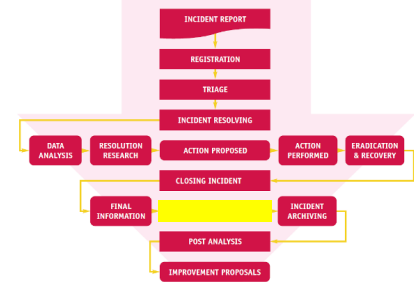 INCIDENT REPORT
REGISTRATION
TRIAGE
INCIDENT RESOLVING
DATA
ANALYSIS
RESOLUTION
RESEARCH
ACTION PROPOSED
ACTION
PERFORMED
ERADICATION
& RECOVERY
CLOSING INCIDENT
FINAL
INFORMATION
INCIDENT
ARCHIVING
POST ANALYSIS
IMPROVEMENT PROPOSALS